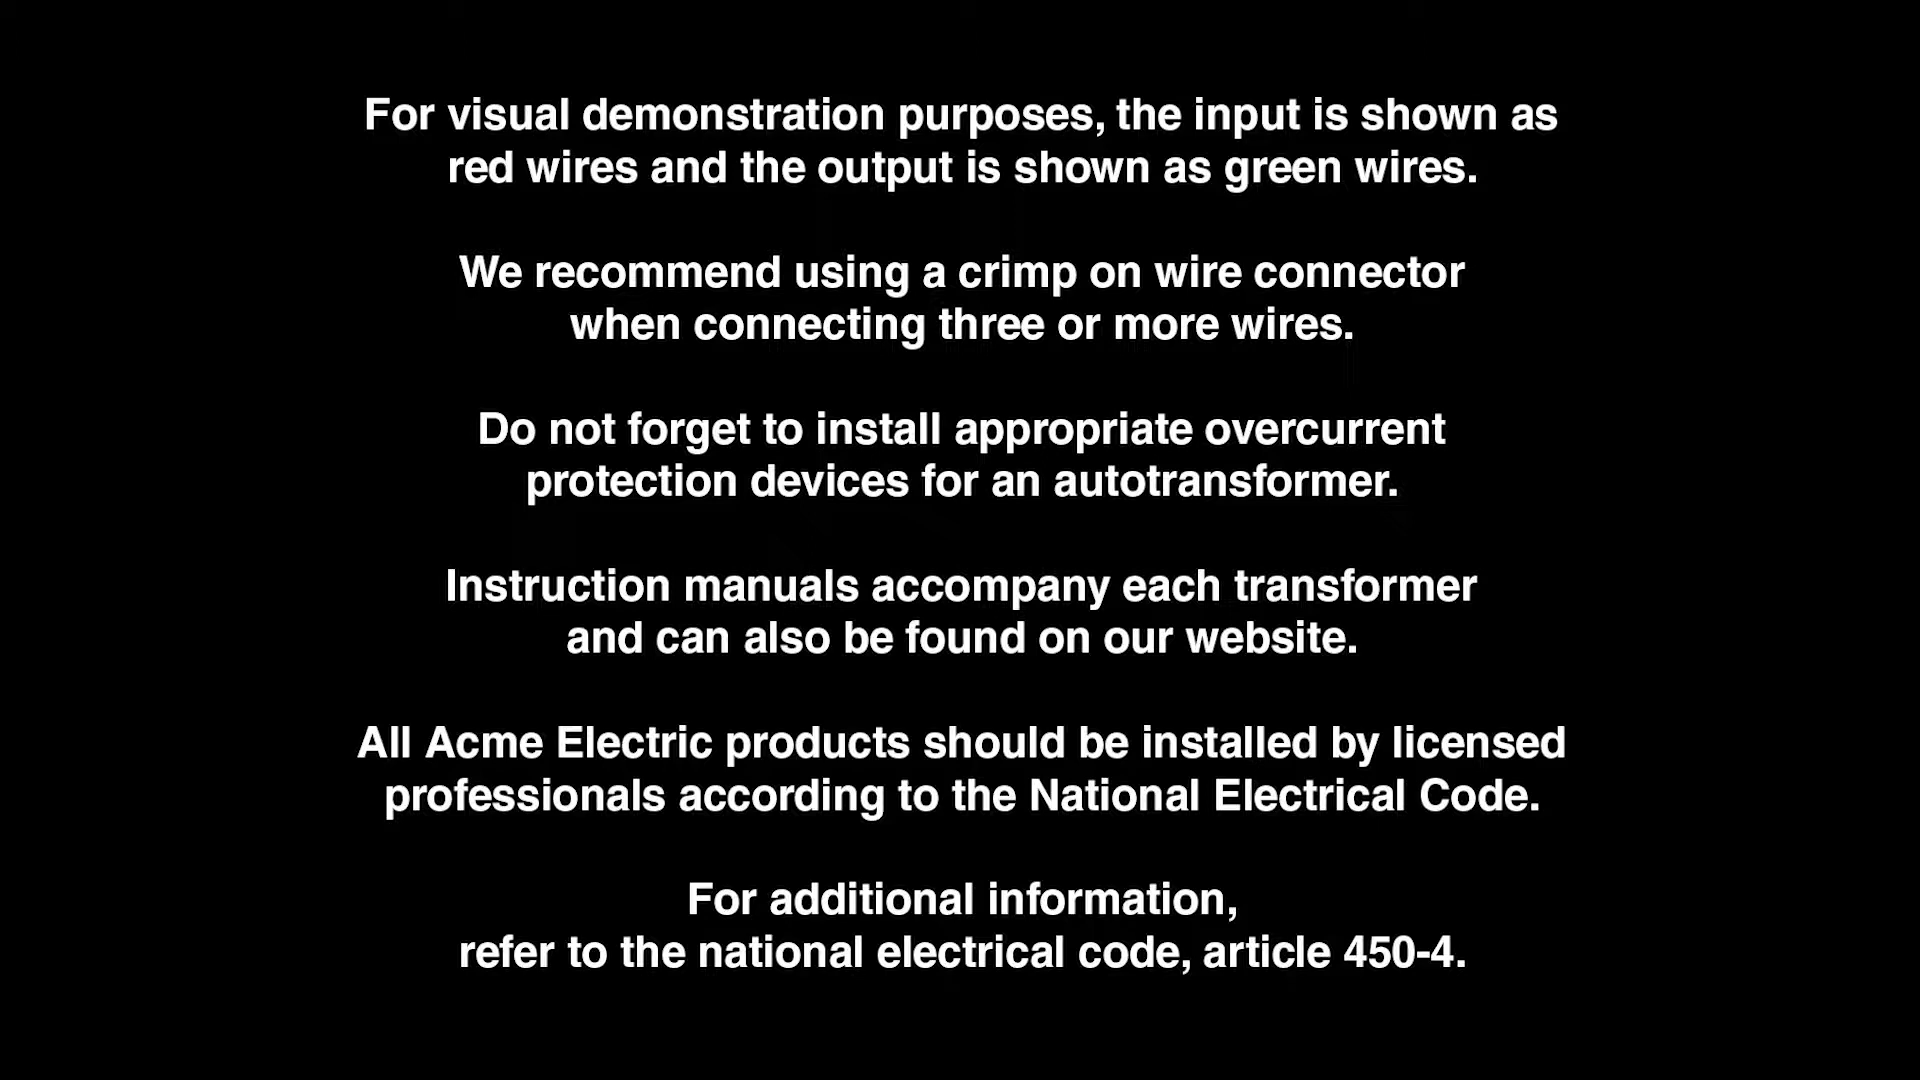 For visual demonstration purposes, the input is shown as
red wires and the output is shown as green wires.
We recommend using a crimp on wire connector
when connecting three or more wires.
Do not forget to install appropriate overcurrent
protection devices for an autotransformer.
Instruction manuals accompany each transformer
and can also be found on our website.
All Acme Electric products should be installed by licensed
professionals according to the National Electrical Code.
For additional information,
refer to the national electrical code, article 450-4.